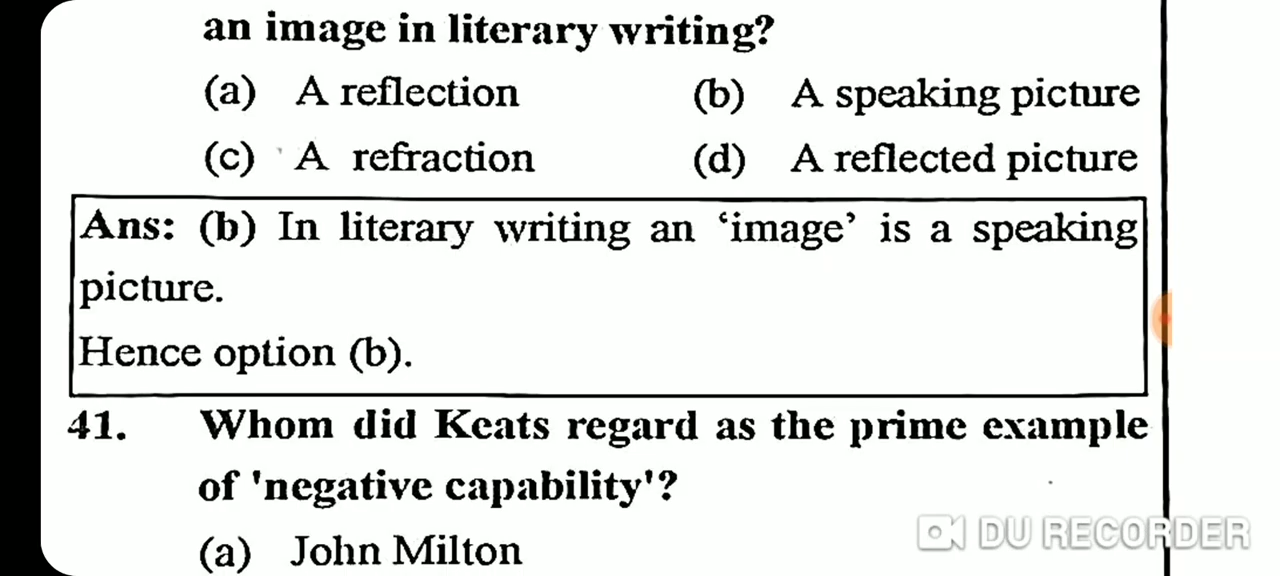 an image in literary writing?
(a) A reflection (b) A speaking picture
(c) A refraction (d) A reflected picture
Ans: (b) In literary writing an ‘image’ is a speaking
picture.
Hence option (b).
41. Whom did Keats regard as the prime example
of 'negative capability'?
(a) John Milton
DU RECORDER